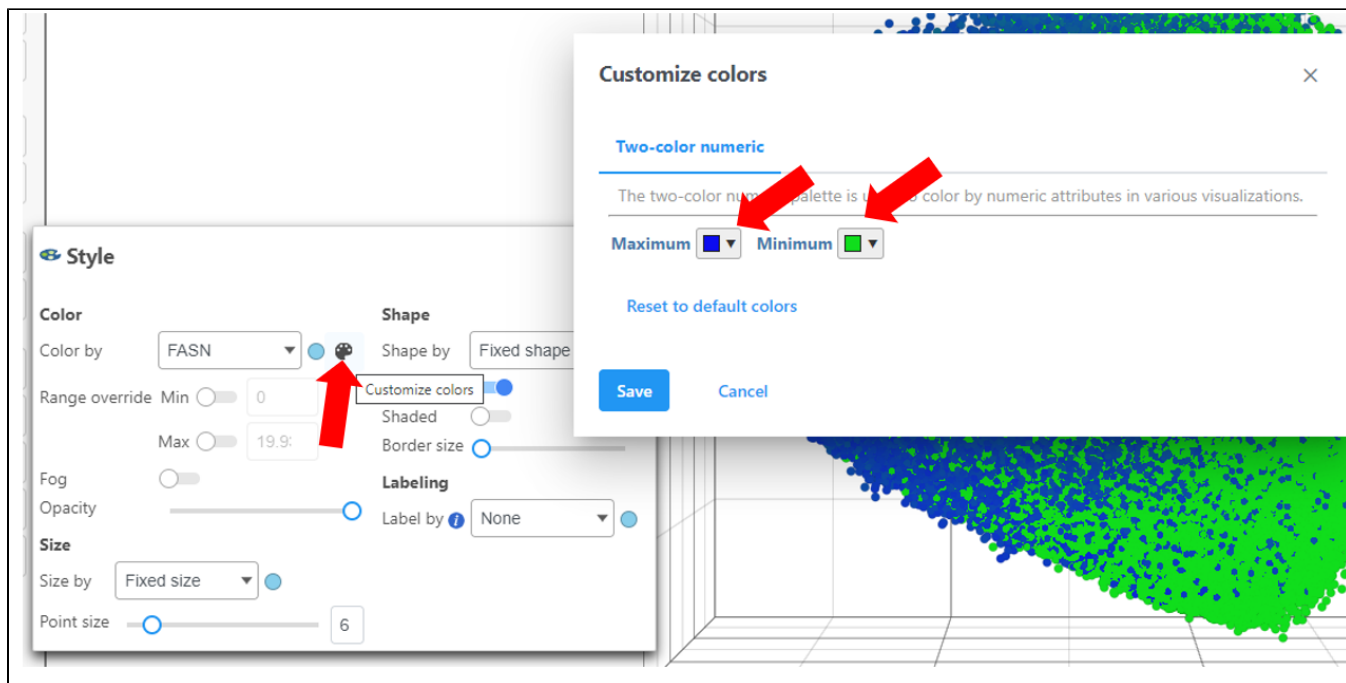 Customize colors
Two-color numeric
The two-color num palette is u o color by numeric attributes in various visualizations.
Maximum Minimum
Reset to default colors
Save Cancel
Style
Color
Color by FASN
Range override Min 0
Max 19.9
Fog
Opacity
Size
Size by Fixed size
Point size 6
Customize colors
Shape
Shape by Fixed shape
Shaded
Border size
Labeling
Label by None